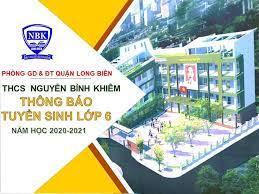 NBK
PHÒNG GD & ĐT QUẬN LONG BIÊN
THCS NGUYỄN BỈNH KHIÊM
THÔNG BÁO
TUYỂN SINH LỚP 6
NĂM HỌC 2020-2021